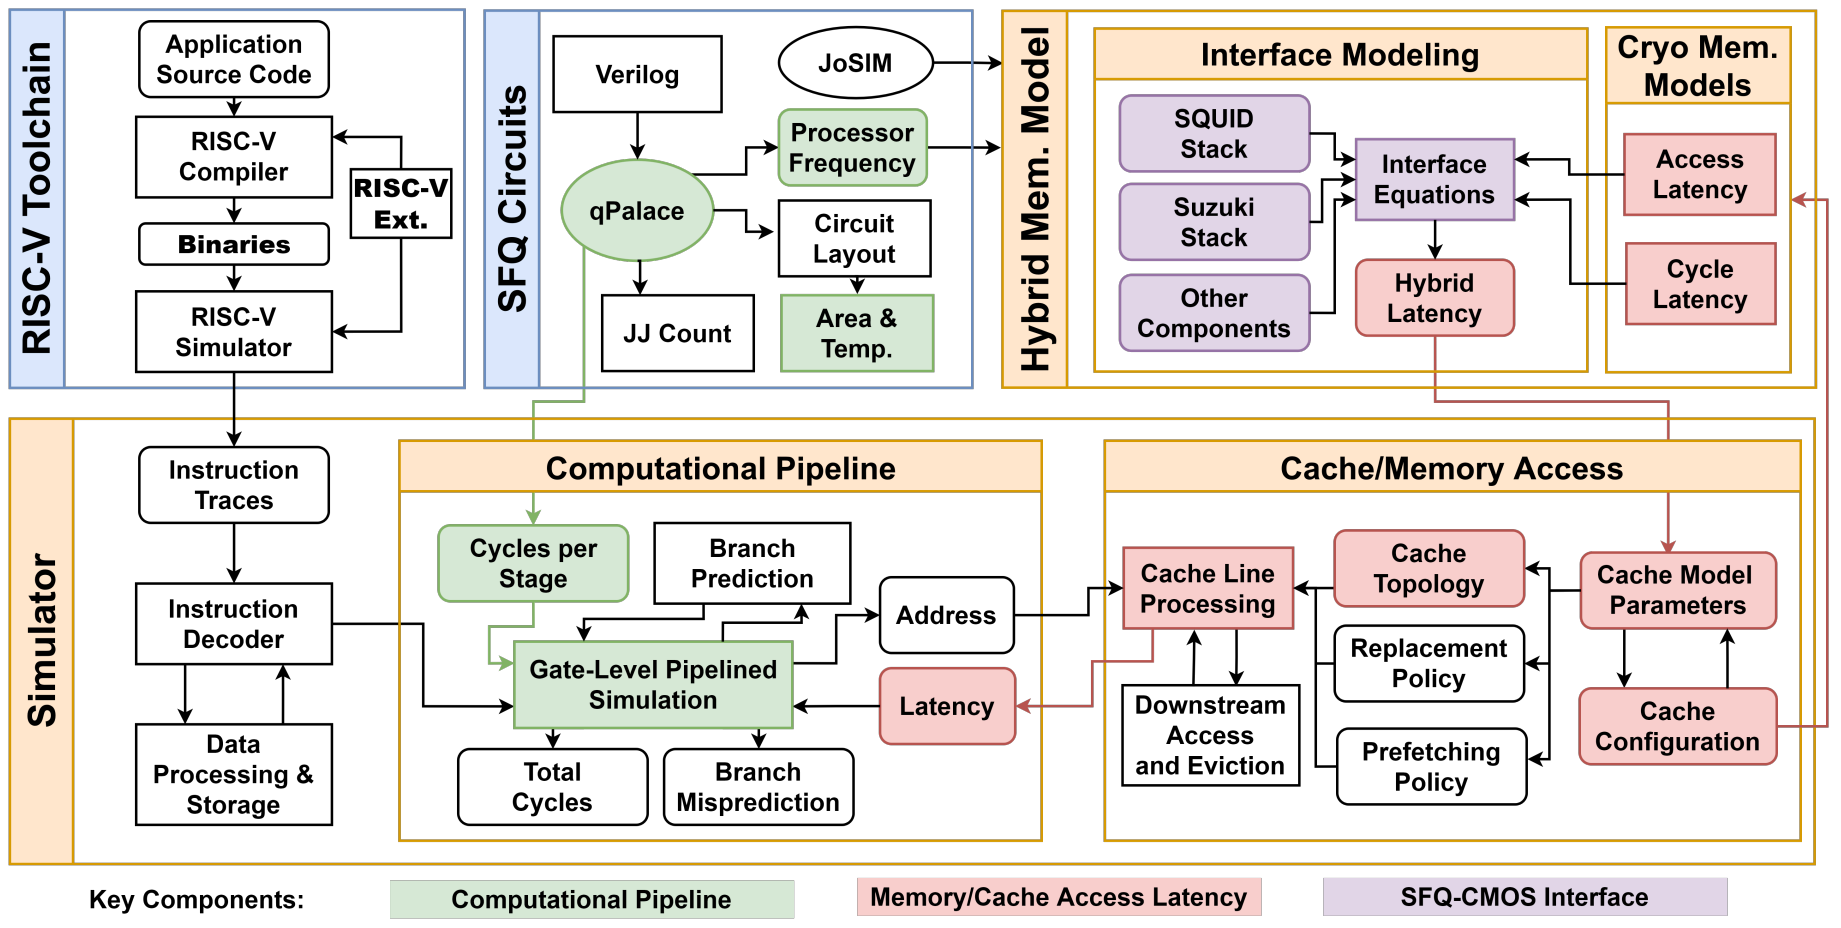 RISC-V Toolchain
Application
Source Code
RISC-V
Compiler
RISC-V
Ext.
Binaries
RISC-V
Simulator
SFQ Circuits
Verilog
JoSIM
Processor
Frequency
qPalace
Circuit
Layout
JJ Count
Area &
Temp.
Hybrid Mem. Model
Interface Modeling
SQUID
Stack
Suzuki
Stack
Other
Components
Interface
Equations
Hybrid
Latency
Cryo Mem.
Models
Access
Latency
Cycle
Latency
Simulator
Instruction
Traces
Instruction
Decoder
Data
Processing &
Storage
Computational Pipeline
Cycles per
Stage
Branch
Prediction
Address
Gate-Level Pipelined
Simulation
Latency
Total
Cycles
Branch
Misprediction
Cache/Memory Access
Cache Line
Processing
Downstream
Access
and Eviction
Cache
Topology
Replacement
Policy
Prefetching
Policy
Cache Model
Parameters
Cache
Configuration
Key Components:
Computational Pipeline
Memory/Cache Access Latency
SFQ-CMOS Interface